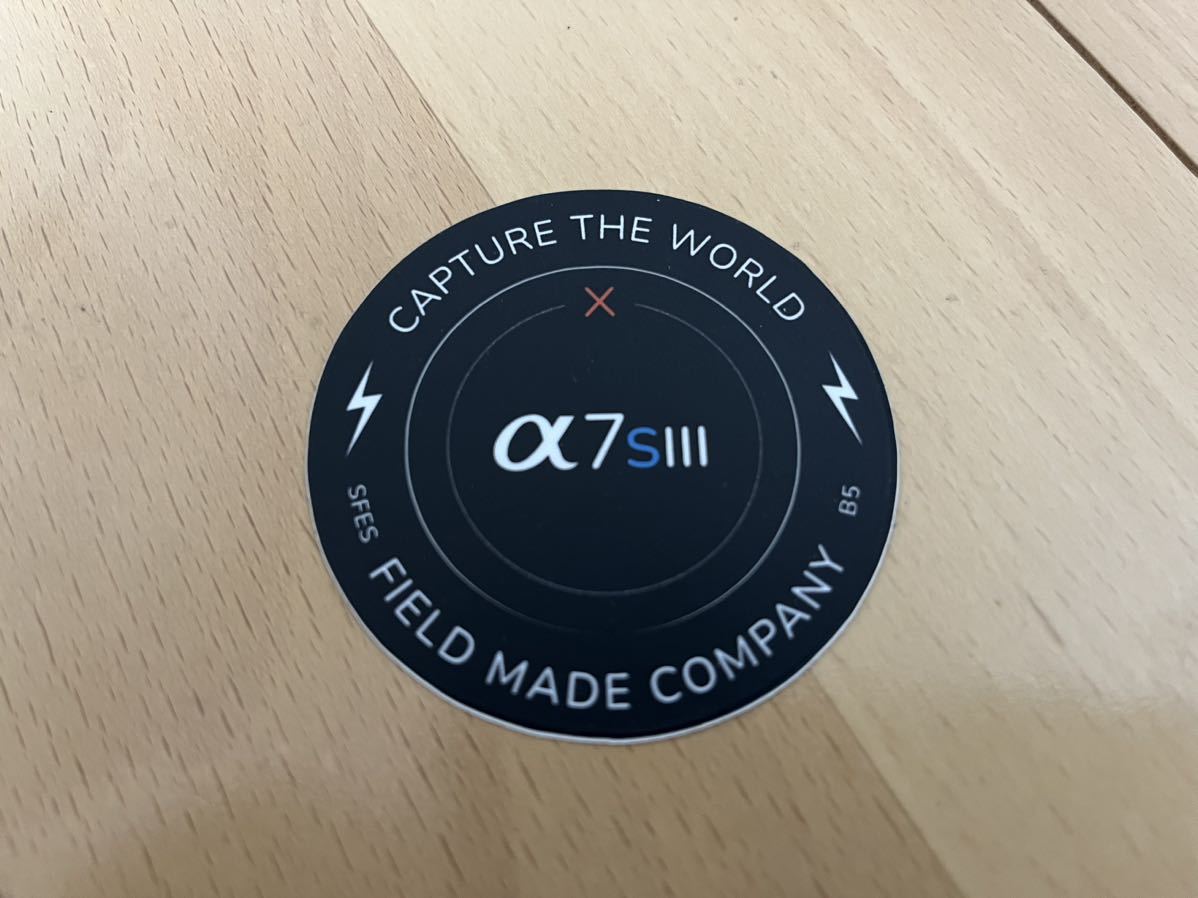 CAPTURE THE WORLD
X
α7SIII
SFES
B5
FIELD MADE COMPANY